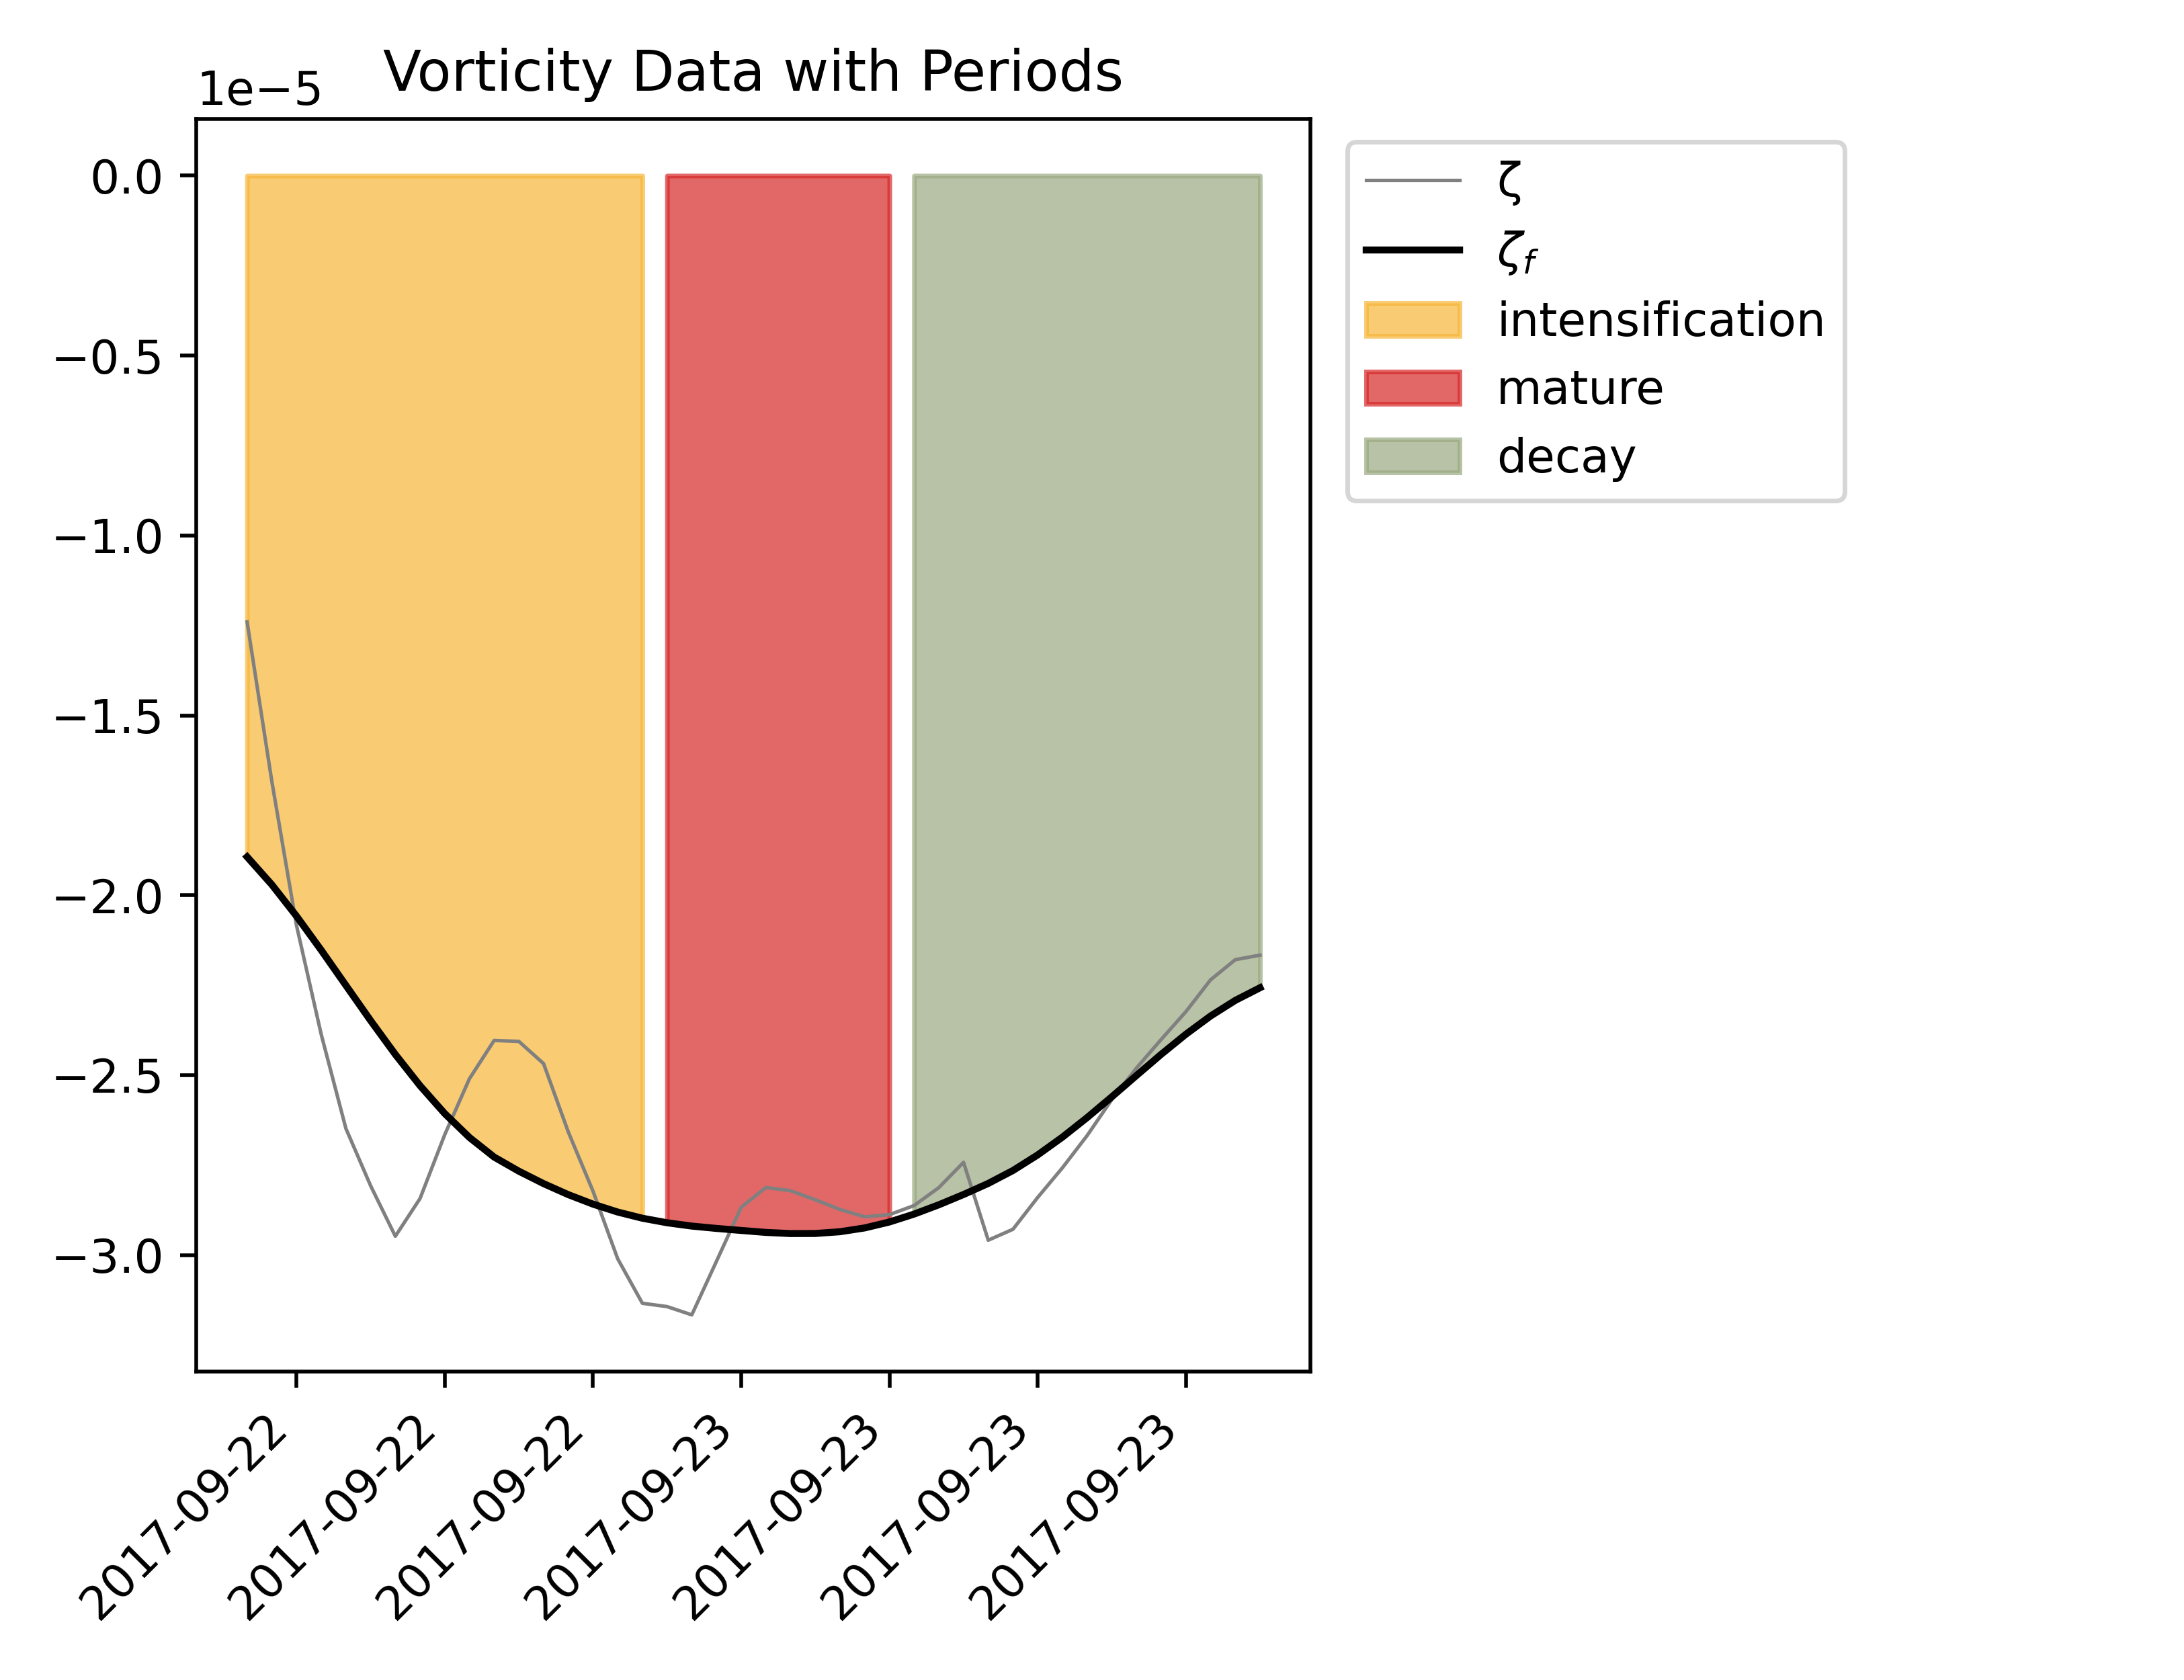 Vorticity Data with Periods
1e−5
0.0
−0.5
−1.0
−1.5
−2.0
−2.5
−3.0
2017-09-22
2017-09-22
2017-09-22
2017-09-23
2017-09-23
2017-09-23
2017-09-23
ζ
ζf
intensification
mature
decay